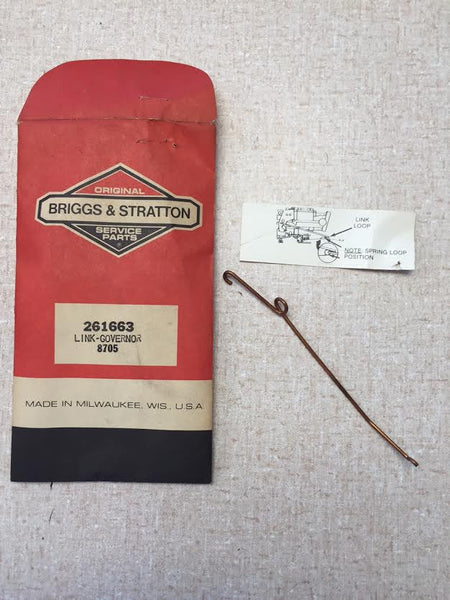 ORIGINAL
BRIGGS & STRATTON
SERVICE
PARTS
261663
LINK-GOVERNOR
8705
MADE IN MILWAUKEE, WIS., U.S.A.
LINK
LOOP
NOTE: SPRING LOOP
POSITION